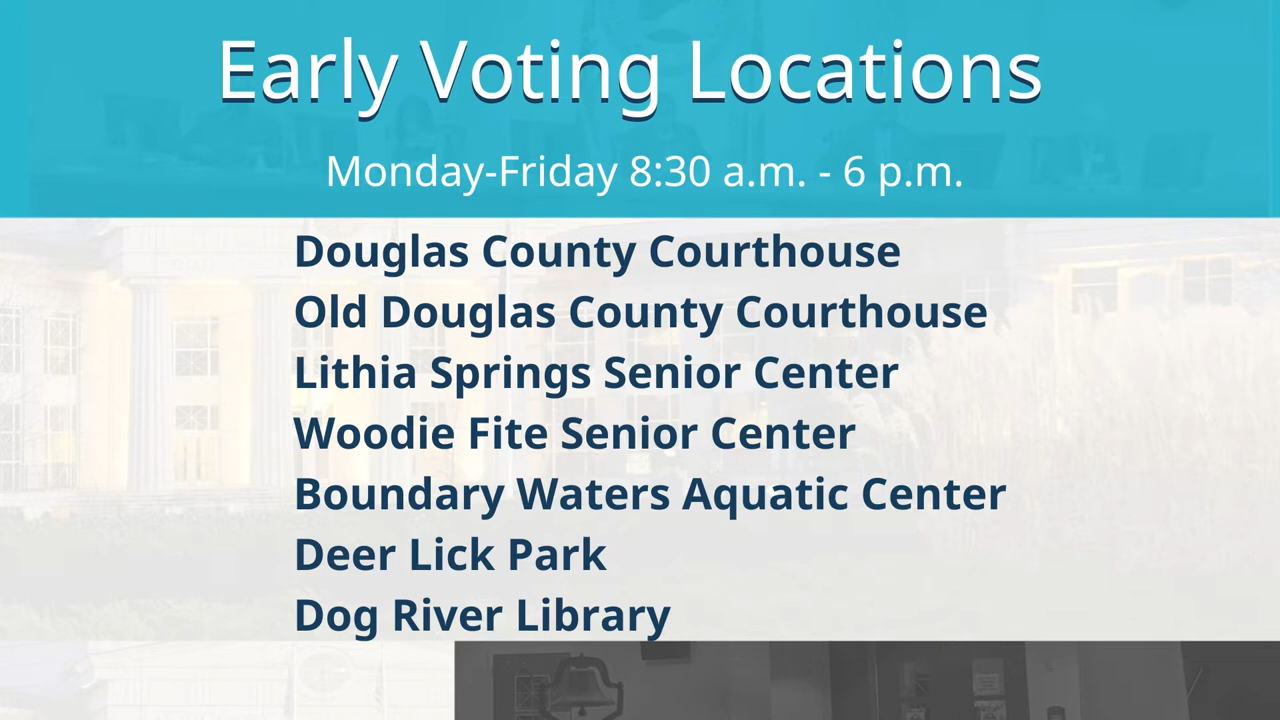 Early Voting Locations
Monday-Friday 8:30 a.m. - 6 p.m.
Douglas County Courthouse
Old Douglas County Courthouse
Lithia Springs Senior Center
Woodie Fite Senior Center
Boundary Waters Aquatic Center
Deer Lick Park
Dog River Library